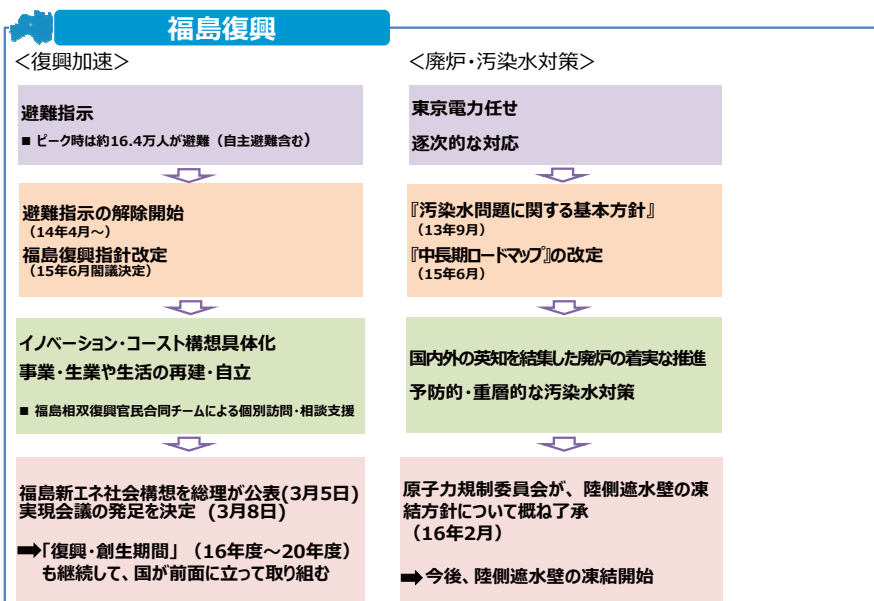 福島復興
＜復興加速＞
避難指示
■ ピーク時は約16.4万人が避難（自主避難含む）
避難指示の解除開始
（14年4月～）
福島復興指針改定
（15年6月閣議決定）
イノベーション・コースト構想具体化
事業・生業や生活の再建・自立
■ 福島相双復興官民合同チームによる個別訪問・相談支援
福島新エネ社会構想を総理が公表(3月5日)
実現会議の発足を決定 (3月8日)
➡「復興・創生期間」（16年度～20年度）
も継続して、国が前面に立って取り組む
＜廃炉・汚染水対策＞
東京電力任せ
逐次的な対応
『汚染水問題に関する基本方針』
（13年9月）
『中長期ロードマップ』の改定
（15年6月）
国内外の英知を結集した廃炉の着実な推進
予防的・重層的な汚染水対策
原子力規制委員会が、陸側遮水壁の凍
結方針について概ね了承
（16年2月）
➡ 今後、陸側遮水壁の凍結開始